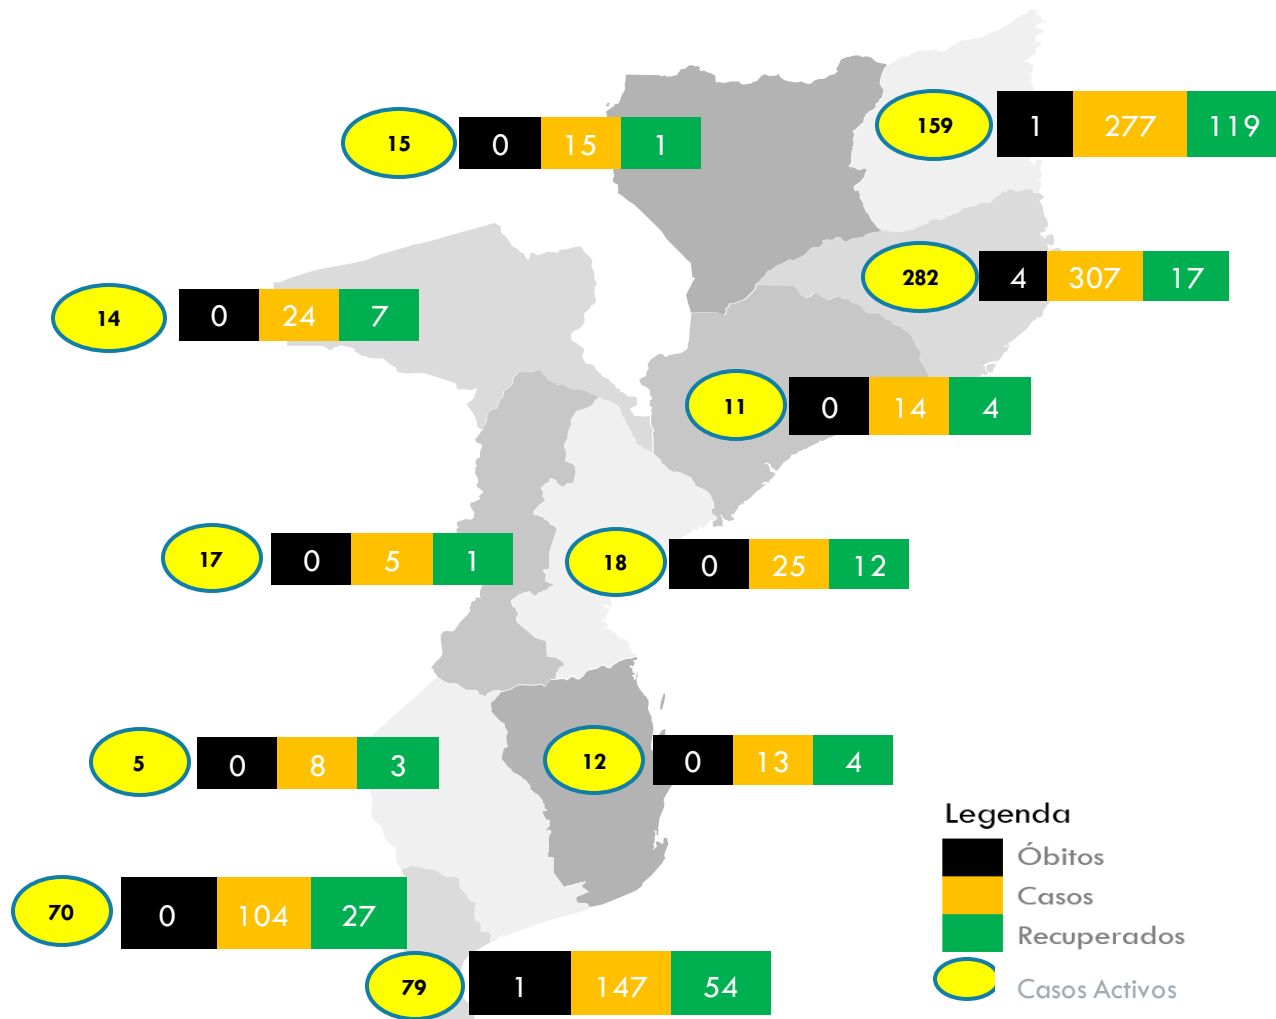 159 1 277 119
15 0 15 1
282 4 307 17
14 0 24 7
11 0 14 4
17 0 5 1
18 0 25 12
5 0 8 3
12 0 13 4
Legenda
Óbitos
Casos
Recuperados
Casos Activos
70 0 104 27
79 1 147 54